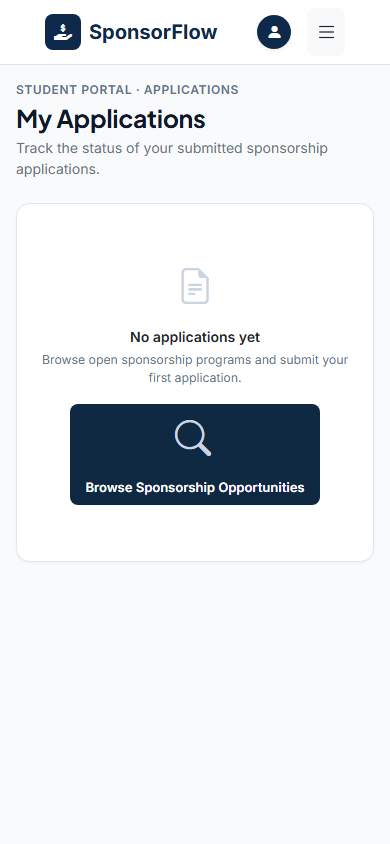 SponsorFlow
STUDENT PORTAL · APPLICATIONS
My Applications
Track the status of your submitted sponsorship
applications.
No applications yet
Browse open sponsorship programs and submit your
first application.
Browse Sponsorship Opportunities